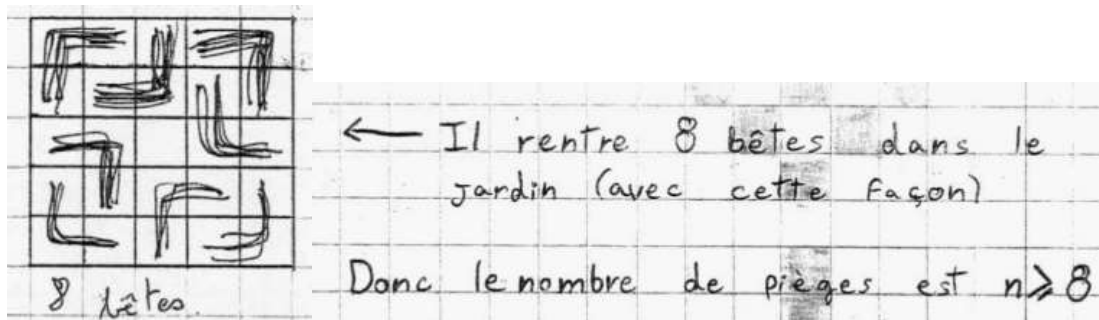 ← Il rentre 8 bêtes dans le
jardin (avec cette façon)
Donc le nombre de pièges est n ⩾ 8
8 bêtes.